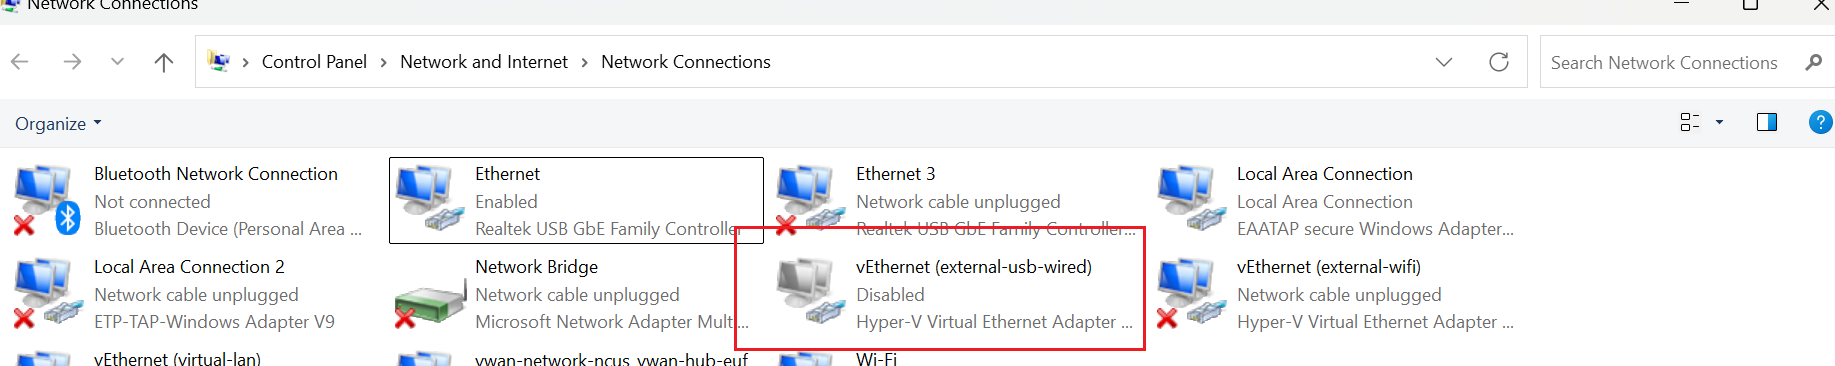 Network Connections
Control Panel > Network and Internet > Network Connections
Search Network Connections
Organize
Bluetooth Network Connection
Not connected
Bluetooth Device (Personal Area ...
Ethernet
Enabled
Realtek USB GbE Family Controller
Ethernet 3
Network cable unplugged
Realtek USB GbE Family Controller...
Local Area Connection
Local Area Connection
EAATAP secure Windows Adapter...
Local Area Connection 2
Network cable unplugged
ETP-TAP-Windows Adapter V9
Network Bridge
Network cable unplugged
Microsoft Network Adapter Mult...
vEthernet (external-usb-wired)
Disabled
Hyper-V Virtual Ethernet Adapter ...
vEthernet (external-wifi)
Network cable unplugged
Hyper-V Virtual Ethernet Adapter ...
vEthernet (virtual-lan)
vwan-network-ncus_vwan-hub-euf
Wi-Fi